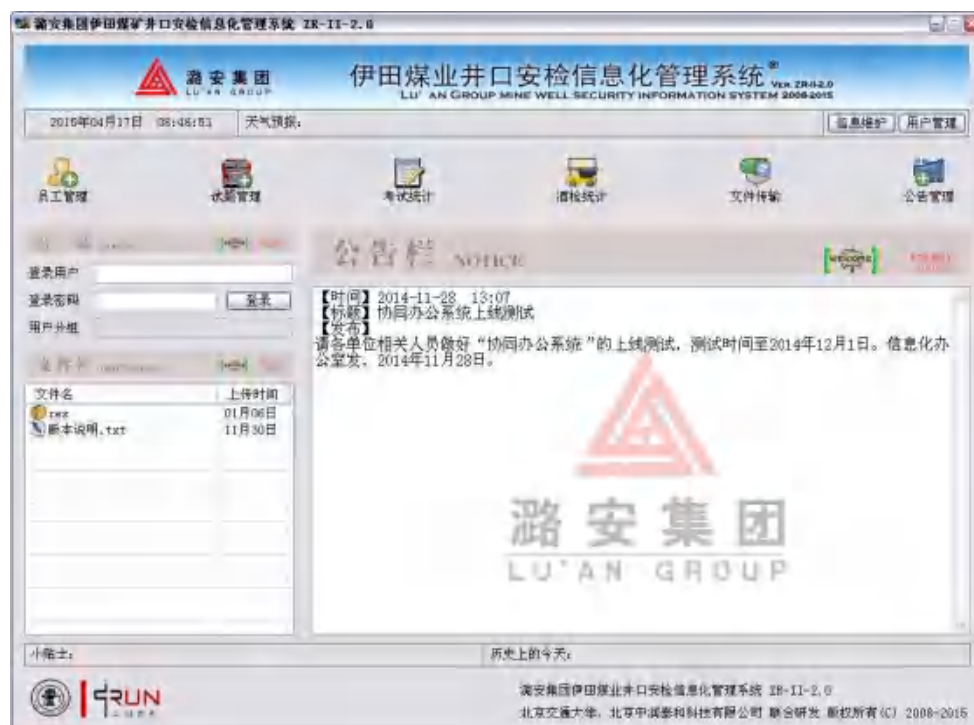 潞安集团伊田煤矿井口安检信息化管理系统 ZR-II-2.0
潞安集团
LU'AN GROUP
伊田煤业井口安检信息化管理系统® VER. ZR-II-2.0
LU' AN GROUP MINE WELL SECURITY INFORMATION SYSTEM 2008-2015
2015年04月17日 08:46:53 天气预报:
信息维护 用户管理
员工管理 试题管理 考试统计 酒检统计 文件传输 公告管理
公告栏 NOTICE
welcome
登录用户
登录密码 登录
用户分组
文件名 上传时间
rez 01月06日
版本说明.txt 11月30日
【时间】2014-11-28 13:07
【标题】协同办公系统上线测试
【发布】
请各单位相关人员做好“协同办公系统”的上线测试, 测试时间至2014年12月1日。信息化办
公室发, 2014年11月28日。
潞安集团
LU'AN GROUP
小贴士: 历史上的今天:
RUN
潞安集团伊田煤业井口安检信息化管理系统 ZR-II-2.0
北京交通大学、北京中润泰和科技有限公司 联合研发 版权所有(C) 2008-2015